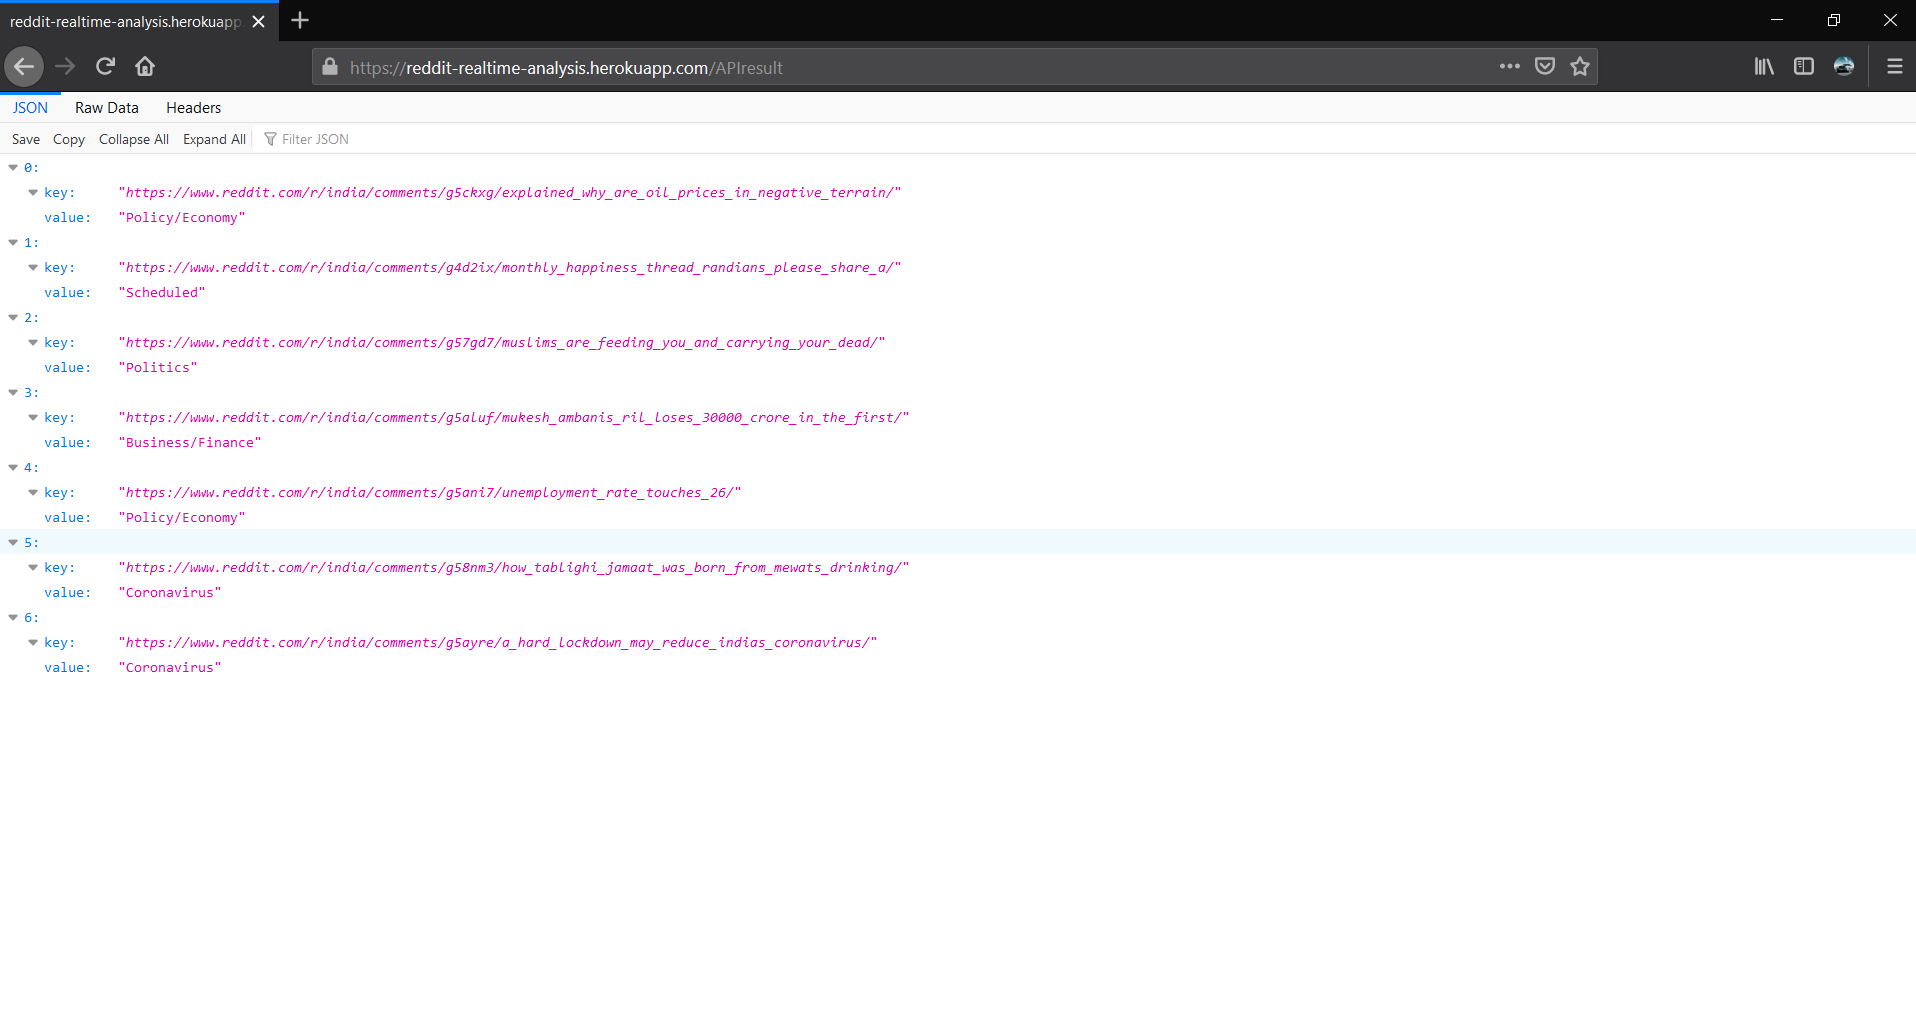 reddit-realtime-analysis.herokuapp
https://reddit-realtime-analysis.herokuapp.com/APIresult
JSON Raw Data Headers
Save Copy Collapse All Expand All Filter JSON
0:
key: "https://www.reddit.com/r/india/comments/g5ckxg/explained_why_are_oil_prices_in_negative_terrain/"
value: "Policy/Economy"
1:
key: "https://www.reddit.com/r/india/comments/g4d2ix/monthly_happiness_thread_randians_please_share_a/"
value: "Scheduled"
2:
key: "https://www.reddit.com/r/india/comments/g57gd7/muslims_are_feeding_you_and_carrying_your_dead/"
value: "Politics"
3:
key: "https://www.reddit.com/r/india/comments/g5aluf/mukesh_ambanis_ril_loses_30000_crore_in_the_first/"
value: "Business/Finance"
4:
key: "https://www.reddit.com/r/india/comments/g5ani7/unemployment_rate_touches_26/"
value: "Policy/Economy"
5:
key: "https://www.reddit.com/r/india/comments/g58nm3/how_tablighi_jamaat_was_born_from_mewats_drinking/"
value: "Coronavirus"
6:
key: "https://www.reddit.com/r/india/comments/g5ayre/a_hard_lockdown_may_reduce_indias_coronavirus/"
value: "Coronavirus"